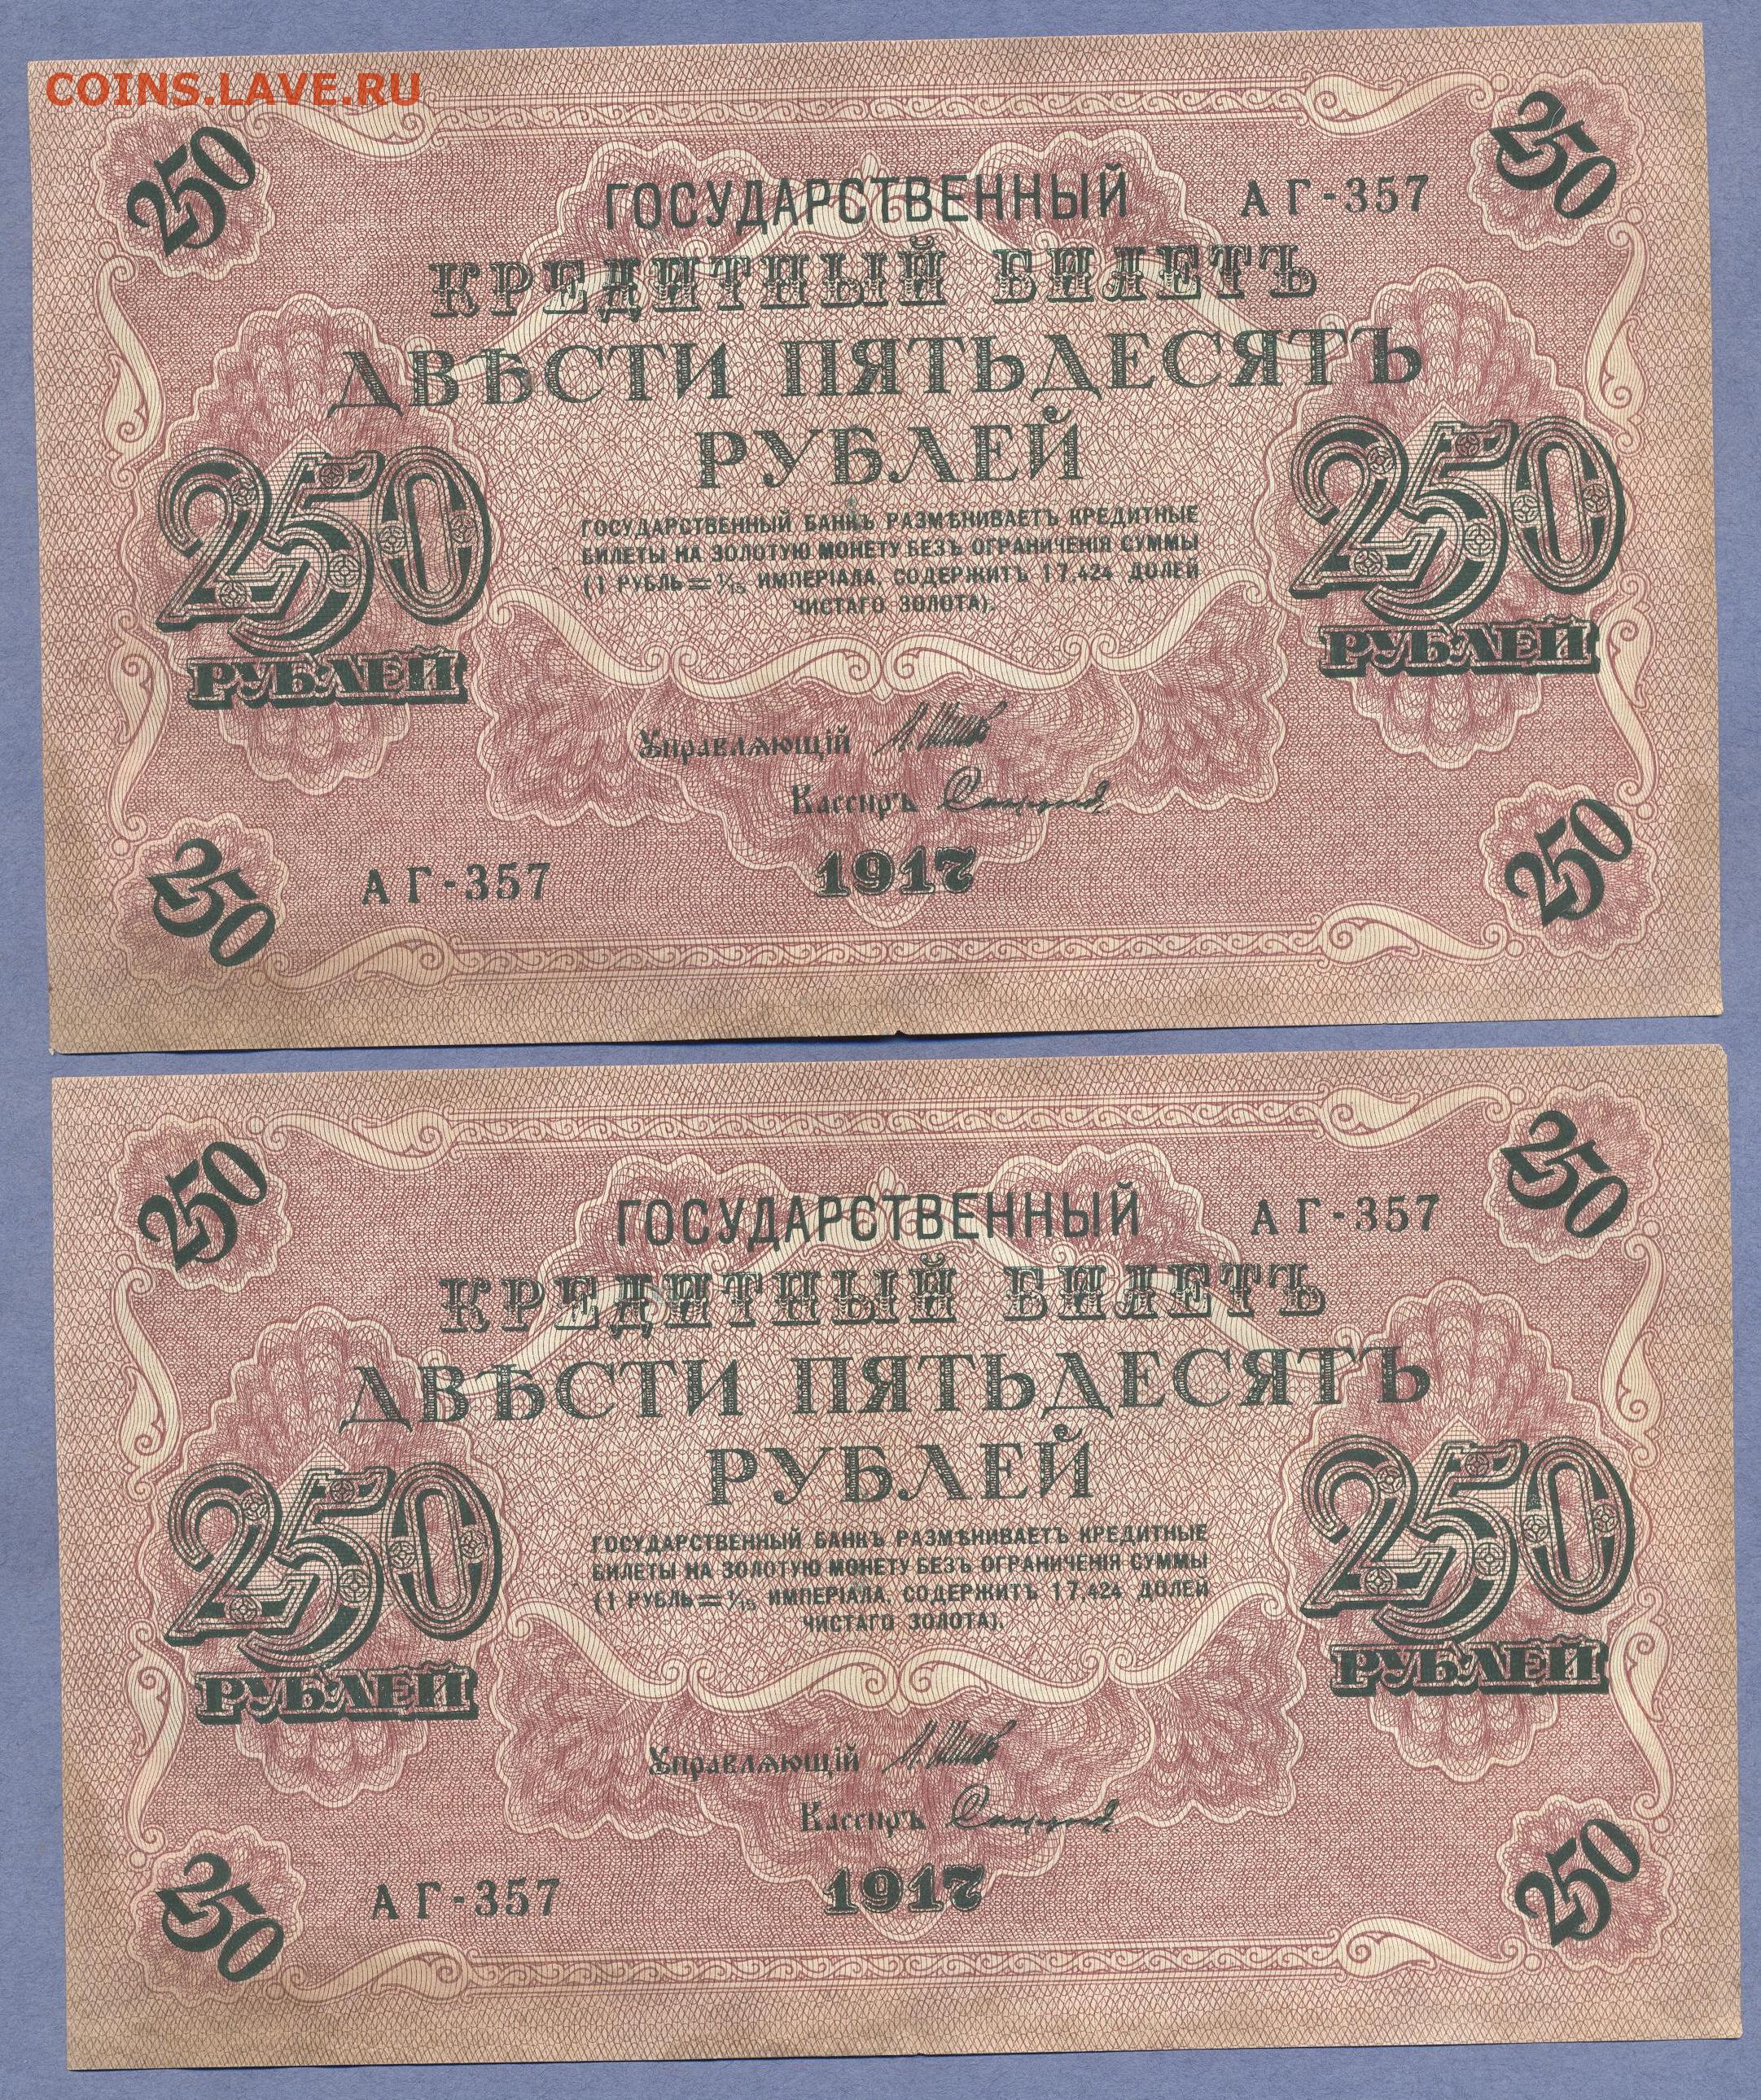 COINS.LAVE.RU
250
250
ГОСУДАРСТВЕННЫЙ АГ-357
КРЕДИТНЫЙ БИЛЕТЪ
ДВѢСТИ ПЯТЬДЕСЯТЪ
РУБЛЕЙ
250
РУБЛЕЙ
ГОСУДАРСТВЕННЫЙ БАНКЪ РАЗМѢНИВАЕТЪ КРЕДИТНЫЕ
БИЛЕТЫ НА ЗОЛОТУЮ МОНЕТУ БЕЗЪ ОГРАНИЧЕНІЯ СУММЫ
(1 РУБЛЬ = 1/15 ИМПЕРІАЛА, СОДЕРЖИТЪ 17,424 ДОЛЕЙ
ЧИСТАГО ЗОЛОТА).
250
РУБЛЕЙ
Управляющій
Кассиръ
1917
АГ-357
250
250
250
250
ГОСУДАРСТВЕННЫЙ АГ-357
КРЕДИТНЫЙ БИЛЕТЪ
ДВѢСТИ ПЯТЬДЕСЯТЪ
РУБЛЕЙ
250
РУБЛЕЙ
ГОСУДАРСТВЕННЫЙ БАНКЪ РАЗМѢНИВАЕТЪ КРЕДИТНЫЕ
БИЛЕТЫ НА ЗОЛОТУЮ МОНЕТУ БЕЗЪ ОГРАНИЧЕНІЯ СУММЫ
(1 РУБЛЬ = 1/15 ИМПЕРІАЛА, СОДЕРЖИТЪ 17,424 ДОЛЕЙ
ЧИСТАГО ЗОЛОТА).
250
РУБЛЕЙ
Управляющій
Кассиръ
1917
АГ-357
250
250